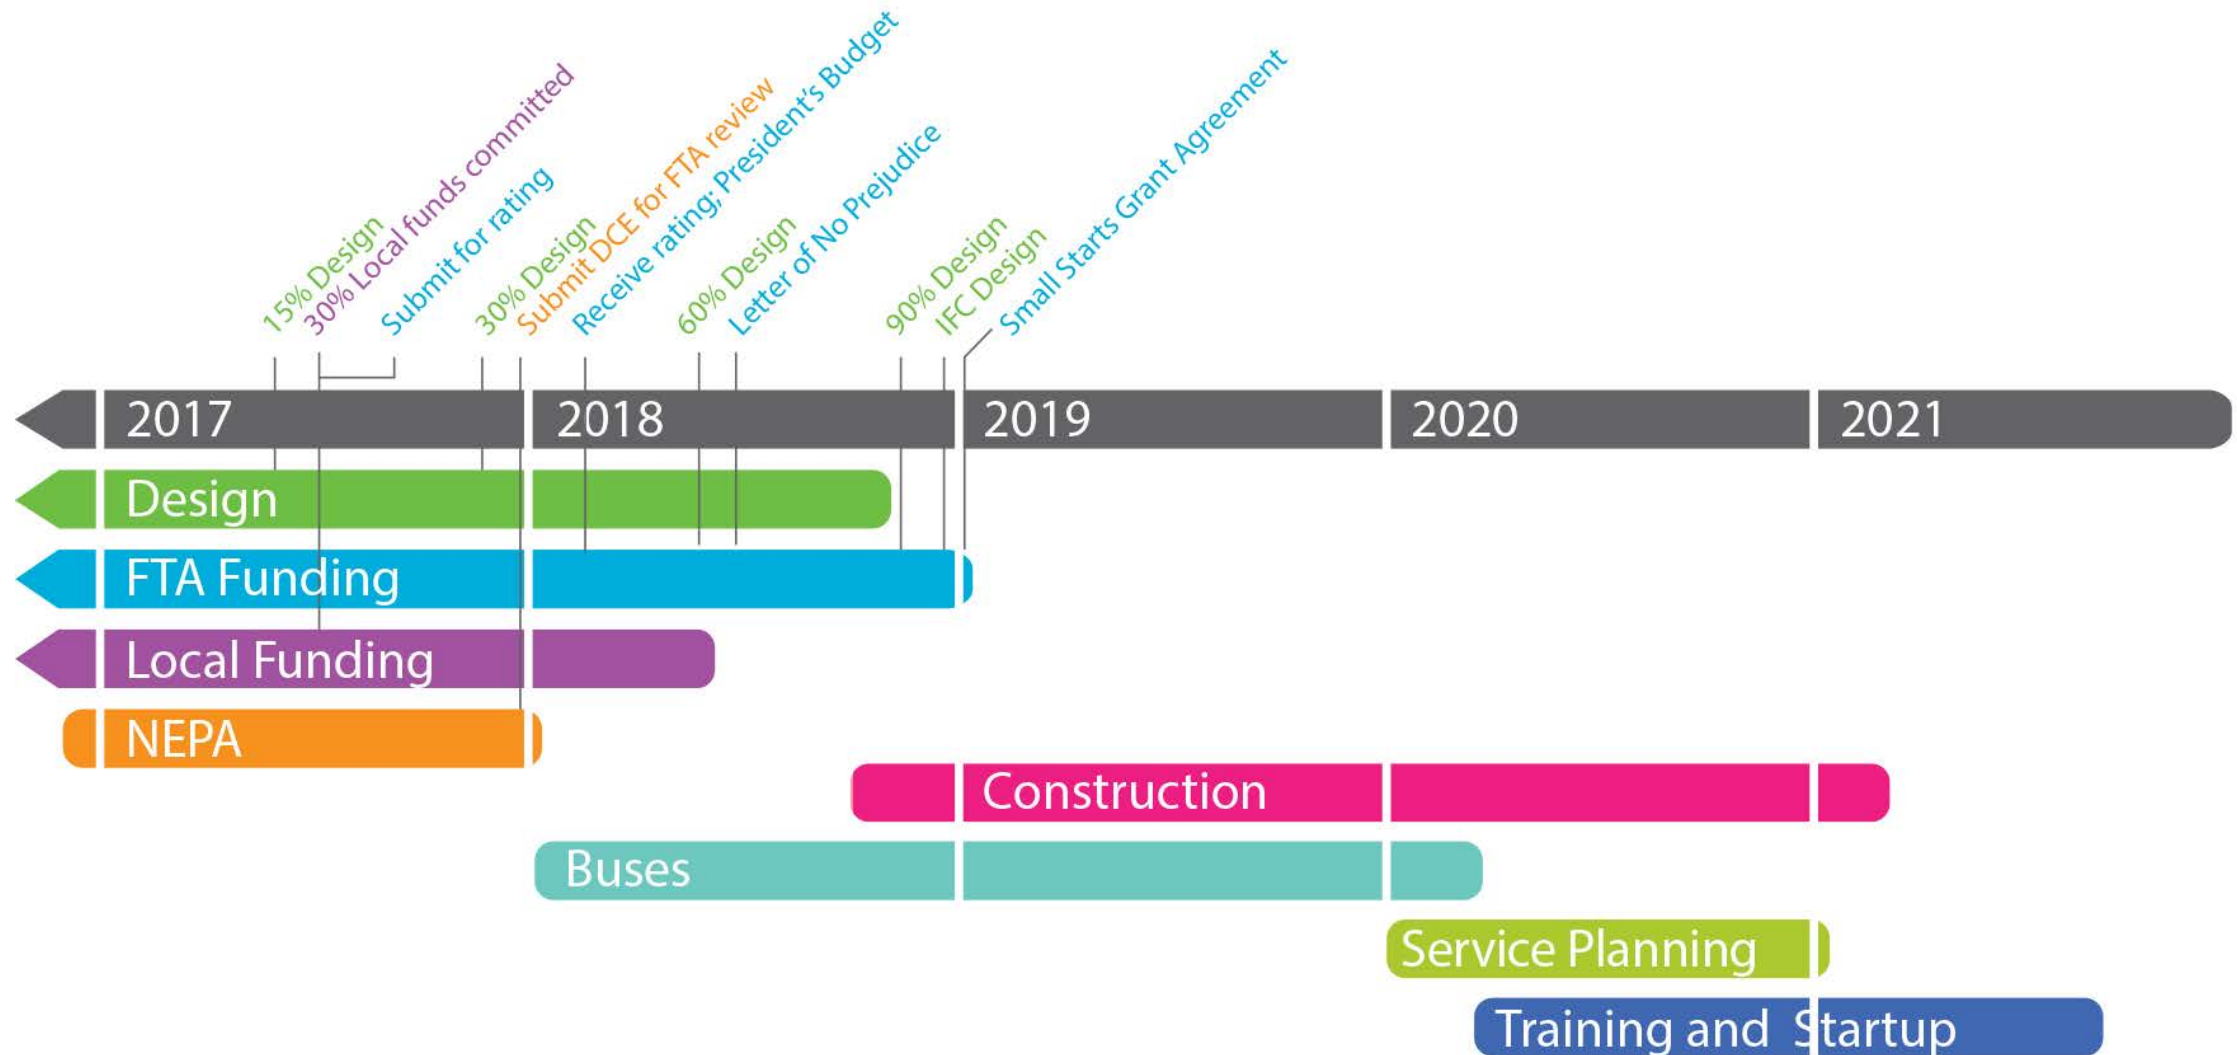 15% Design
30% Local funds committed
Submit for rating
30% Design
Submit DCE for FTA review
Receive rating; President's Budget
60% Design
Letter of No Prejudice
90% Design
IFC Design
Small Starts Grant Agreement
2017 2018 2019 2020 2021
Design
FTA Funding
Local Funding
NEPA
Construction
Buses
Service Planning
Training and Startup